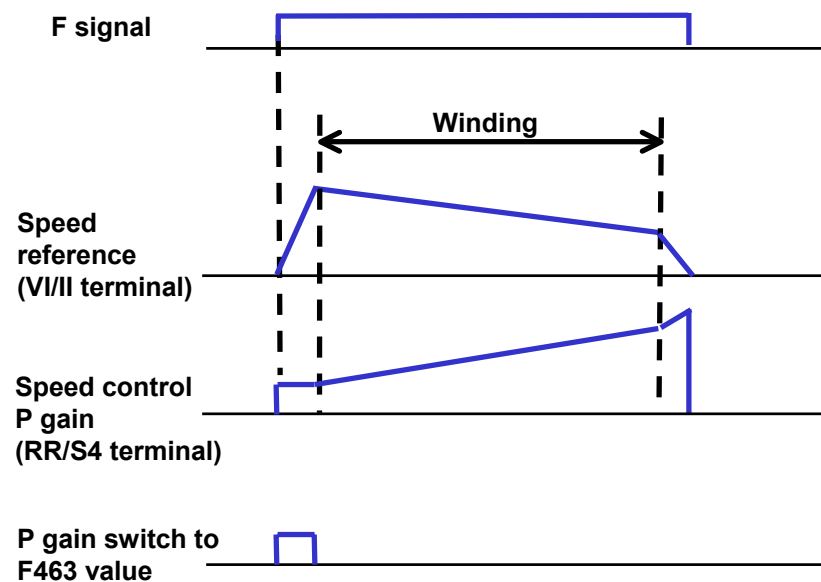 F signal
Winding
Speed
reference
(VI/II terminal)
Speed control
P gain
(RR/S4 terminal)
P gain switch to
F463 value